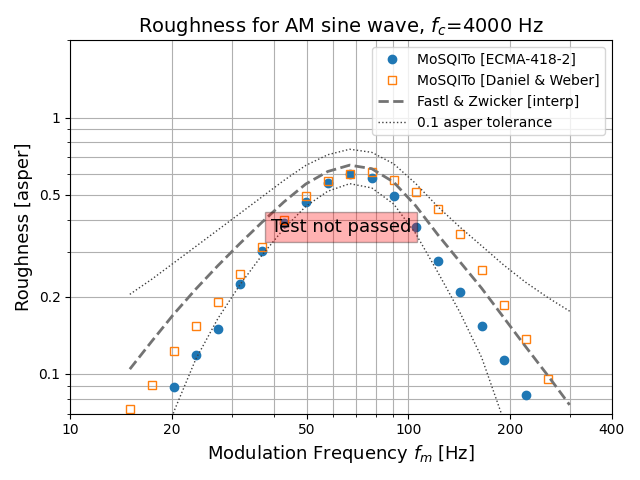 Roughness for AM sine wave, f_c=4000 Hz
MoSQITo [ECMA-418-2]
MoSQITo [Daniel & Weber]
Fastl & Zwicker [interp]
0.1 asper tolerance
Roughness [asper]
1
0.5
0.2
0.1
Test not passed
10 20 50 100 200 400
Modulation Frequency f_m [Hz]